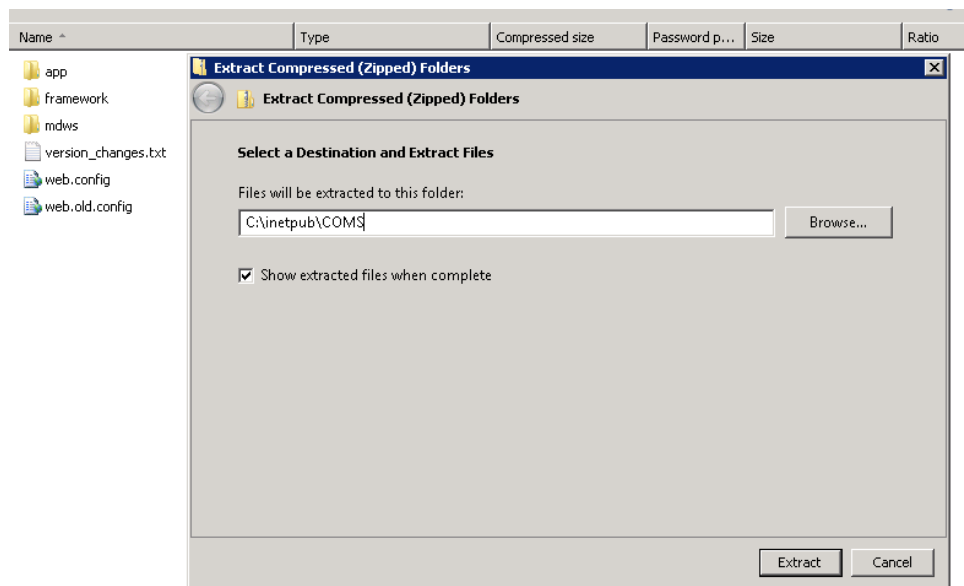 Name Type Compressed size Password p... Size Ratio
app
framework
mdws
version_changes.txt
web.config
web.old.config
Extract Compressed (Zipped) Folders
Extract Compressed (Zipped) Folders
Select a Destination and Extract Files
Files will be extracted to this folder:
C:\inetpub\COMS
Browse...
Show extracted files when complete
Extract Cancel